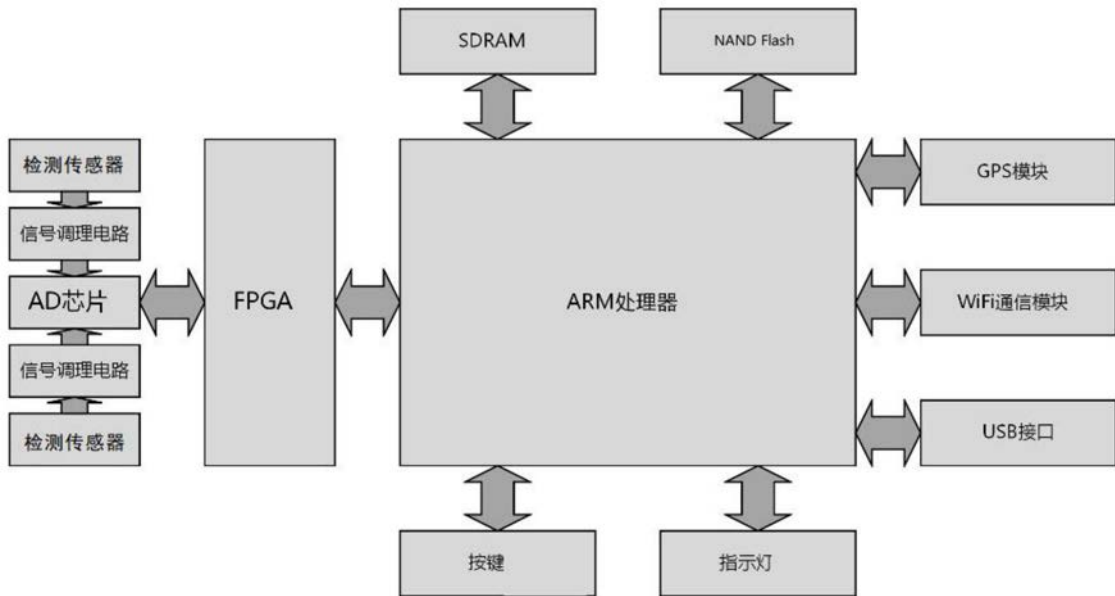 SDRAM
NAND Flash
检测传感器
信号调理电路
AD芯片
信号调理电路
检测传感器
FPGA
ARM处理器
GPS模块
WiFi通信模块
USB接口
按键
指示灯